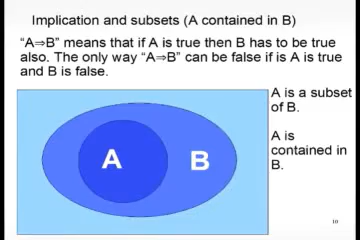 Implication and subsets (A contained in B)
“A⇒B” means that if A is true then B has to be true
also. The only way “A⇒B” can be false if is A is true
and B is false.
A is a subset
of B.
A is
contained in
B.
A
B
10